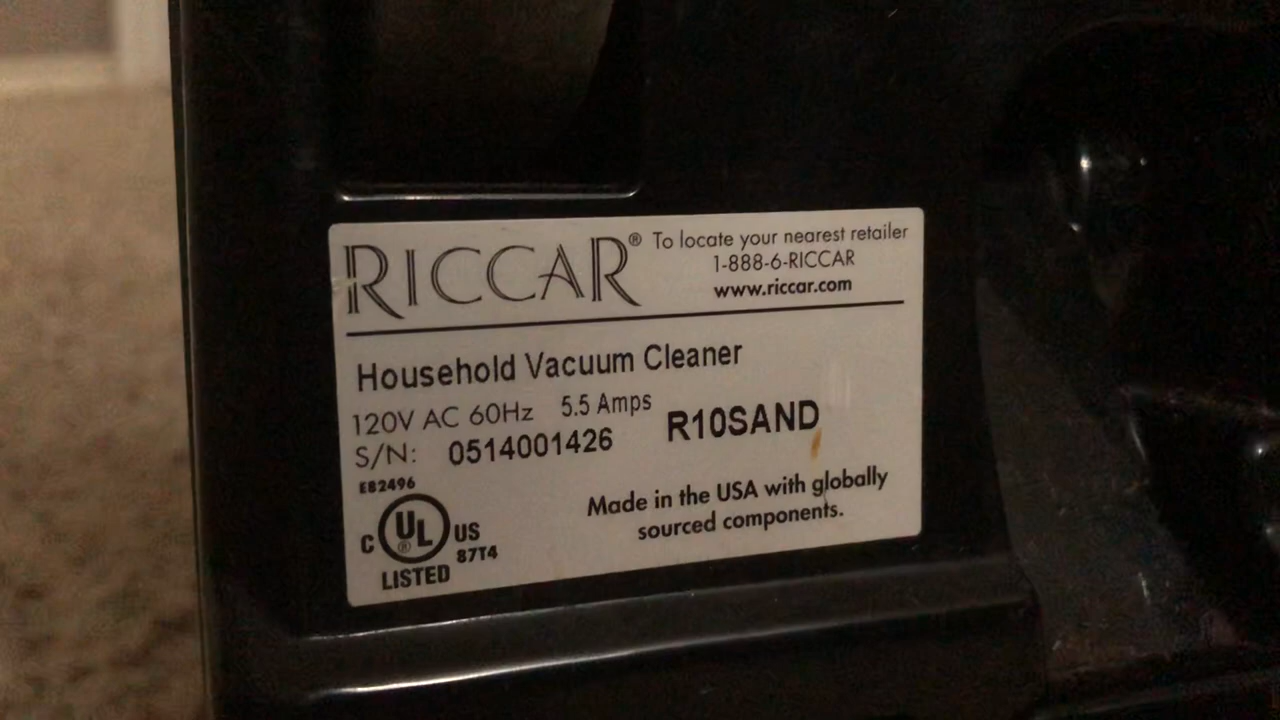 RICCAR® To locate your nearest retailer
1-888-6-RICCAR
www.riccar.com
Household Vacuum Cleaner
120V AC 60Hz 5.5 Amps
S/N: 0514001426 R10SAND
E82496
C UL® US
87T4
LISTED
Made in the USA with globally
sourced components.